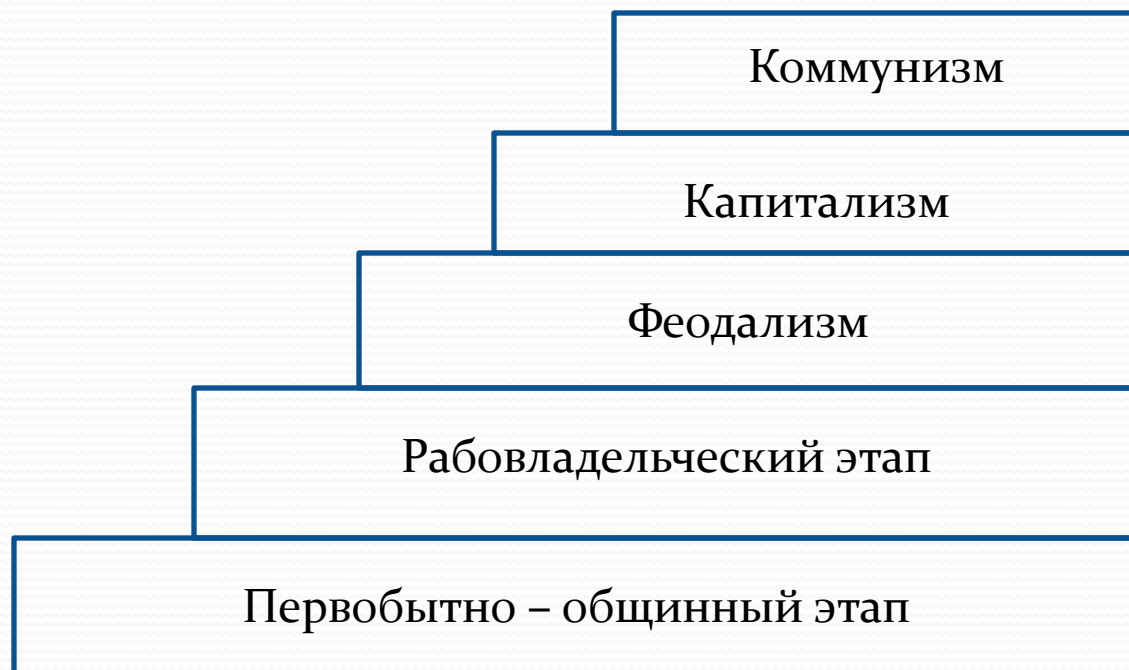 Коммунизм
Капитализм
Феодализм
Рабовладельческий этап
Первобытно – общинный этап